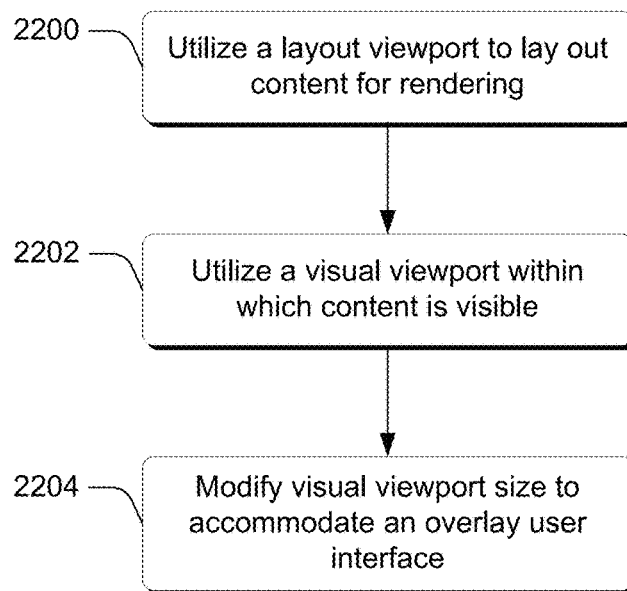 2200
Utilize a layout viewport to lay out
content for rendering
2202
Utilize a visual viewport within
which content is visible
2204
Modify visual viewport size to
accommodate an overlay user
interface